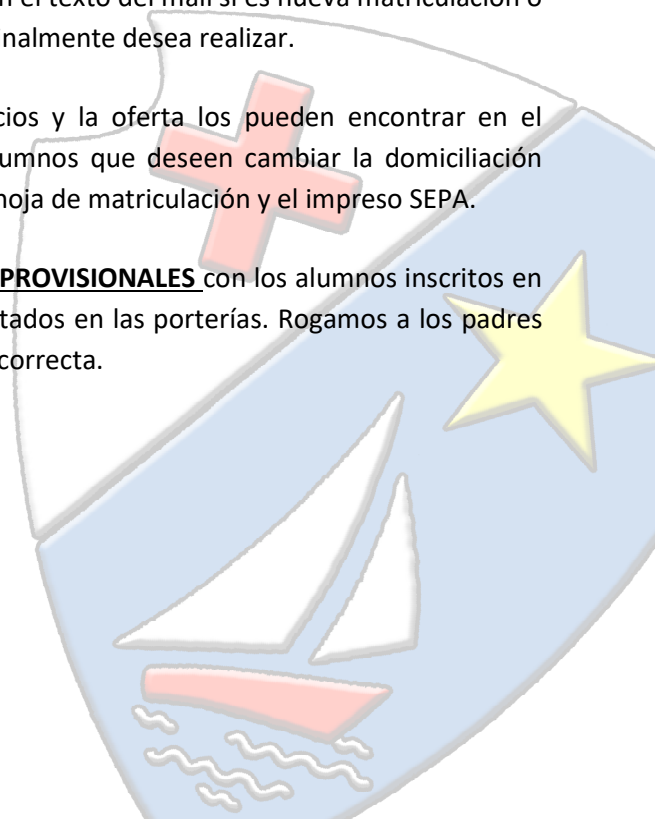 el texto del mail si es nueva matriculación o
nalmente desea realizar.
cios y la oferta los pueden encontrar en el
umnos que deseen cambiar la domiciliación
hoja de matriculación y el impreso SEPA.
PROVISIONALES con los alumnos inscritos en
tados en las porterías. Rogamos a los padres
correcta.